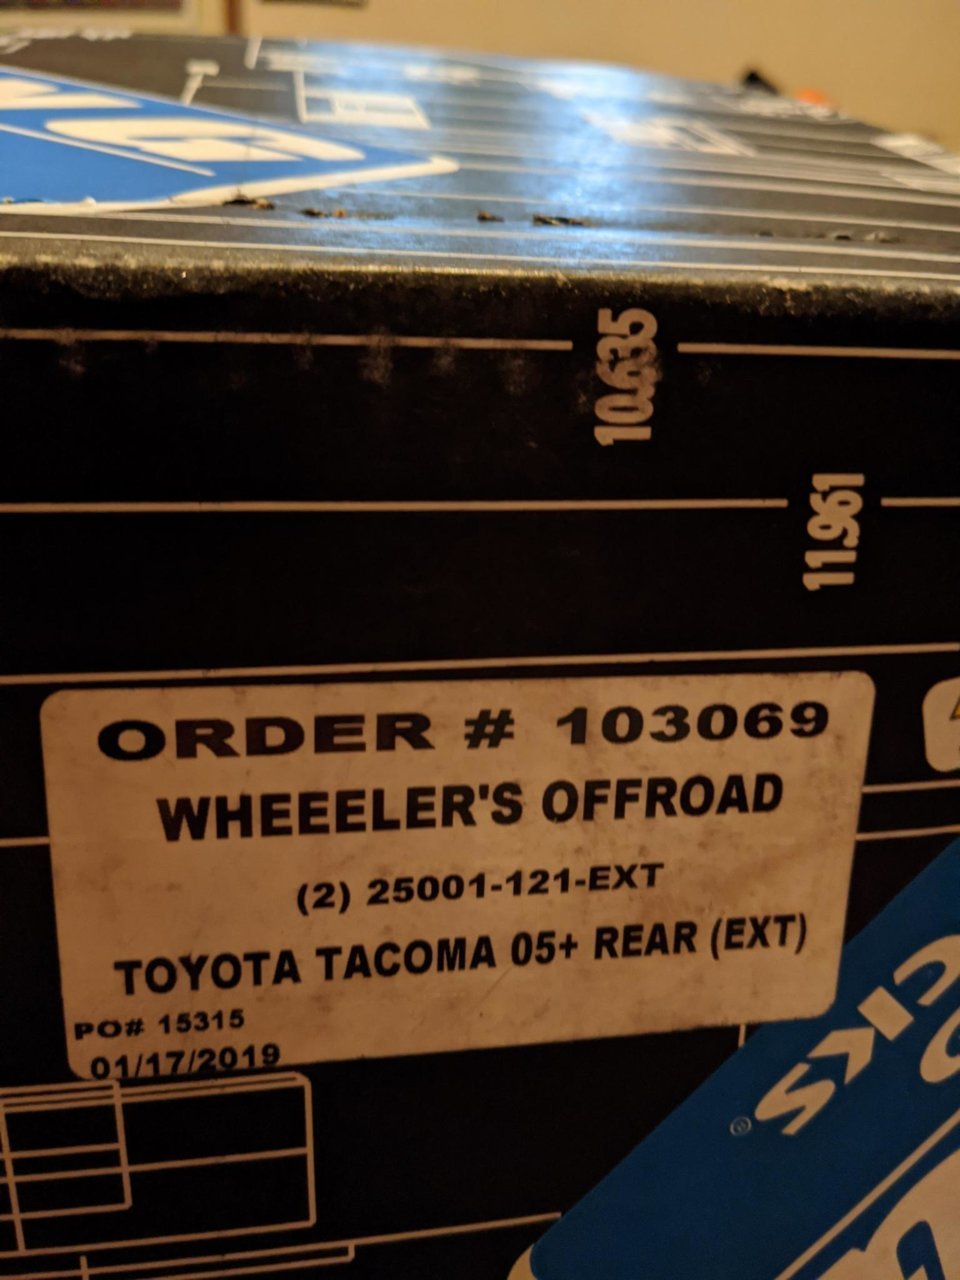 10.635
11.961
ORDER # 103069
WHEEELER'S OFFROAD
(2) 25001-121-EXT
TOYOTA TACOMA 05+ REAR (EXT)
PO# 15315
01/17/2019
®